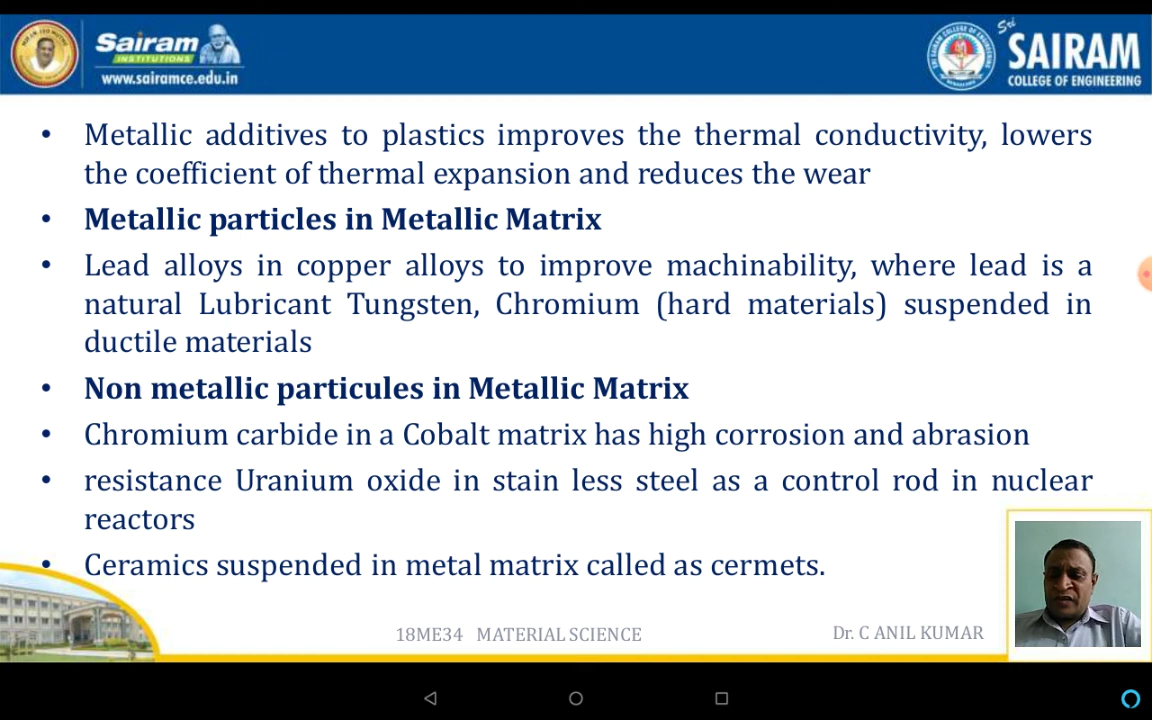 Sairam
INSTITUTIONS
www.sairamce.edu.in
Sri
SAIRAM
COLLEGE OF ENGINEERING
• Metallic additives to plastics improves the thermal conductivity, lowers
the coefficient of thermal expansion and reduces the wear
• Metallic particles in Metallic Matrix
• Lead alloys in copper alloys to improve machinability, where lead is a
natural Lubricant Tungsten, Chromium (hard materials) suspended in
ductile materials
• Non metallic particules in Metallic Matrix
• Chromium carbide in a Cobalt matrix has high corrosion and abrasion
• resistance Uranium oxide in stain less steel as a control rod in nuclear
reactors
• Ceramics suspended in metal matrix called as cermets.
18ME34 MATERIAL SCIENCE
Dr. C ANIL KUMAR